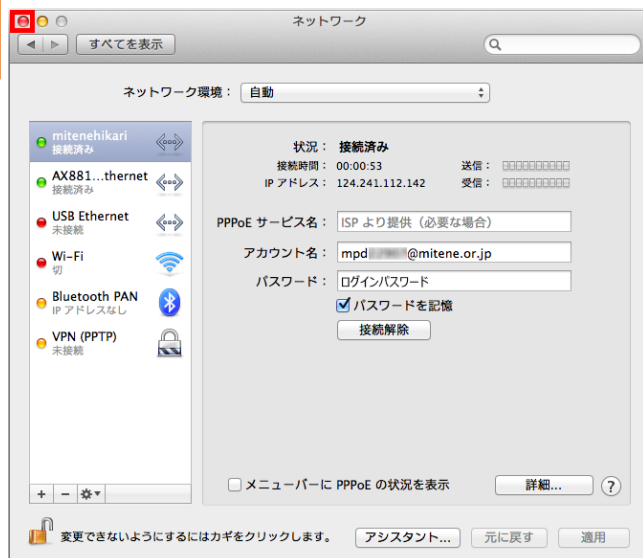 ネットワーク
すべてを表示
ネットワーク環境： 自動
mitenehikari
接続済み
AX881...thernet
接続済み
USB Ethernet
未接続
Wi-Fi
切
Bluetooth PAN
IP アドレスなし
VPN (PPTP)
未接続
状況： 接続済み
接続時間： 00:00:53 送信：
IP アドレス： 124.241.112.142 受信：
PPPoE サービス名： ISP より提供（必要な場合）
アカウント名： mpd @mitene.or.jp
パスワード： ログインパスワード
パスワードを記憶
接続解除
メニューバーに PPPoE の状況を表示 詳細... ?
変更できないようにするにはカギをクリックします。 アシスタント... 元に戻す 適用